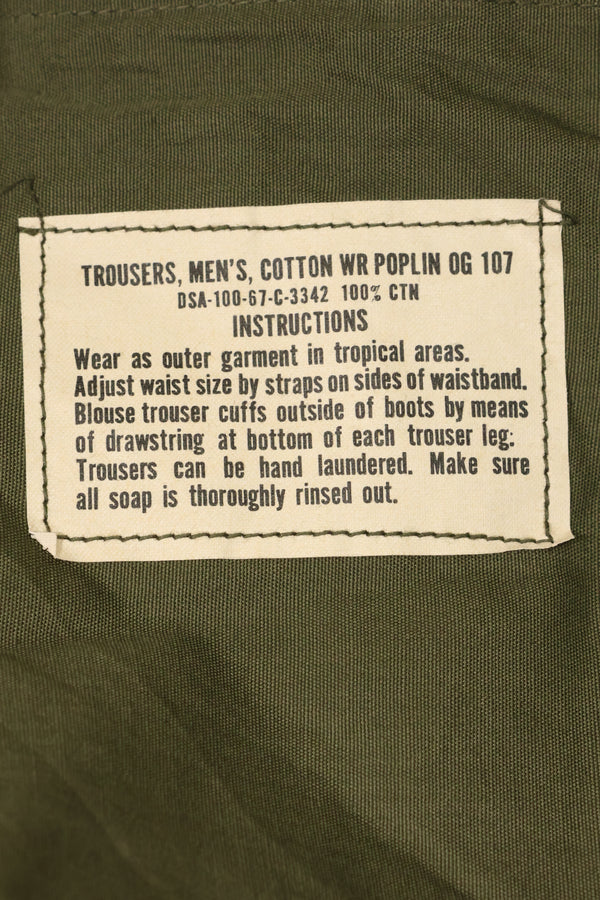 TROUSERS, MEN'S, COTTON WR POPLIN OG 107
DSA-100-67-C-3342 100% CTN
INSTRUCTIONS
Wear as outer garment in tropical areas.
Adjust waist size by straps on sides of waistband.
Blouse trouser cuffs outside of boots by means
of drawstring at bottom of each trouser leg.
Trousers can be hand laundered. Make sure
all soap is thoroughly rinsed out.